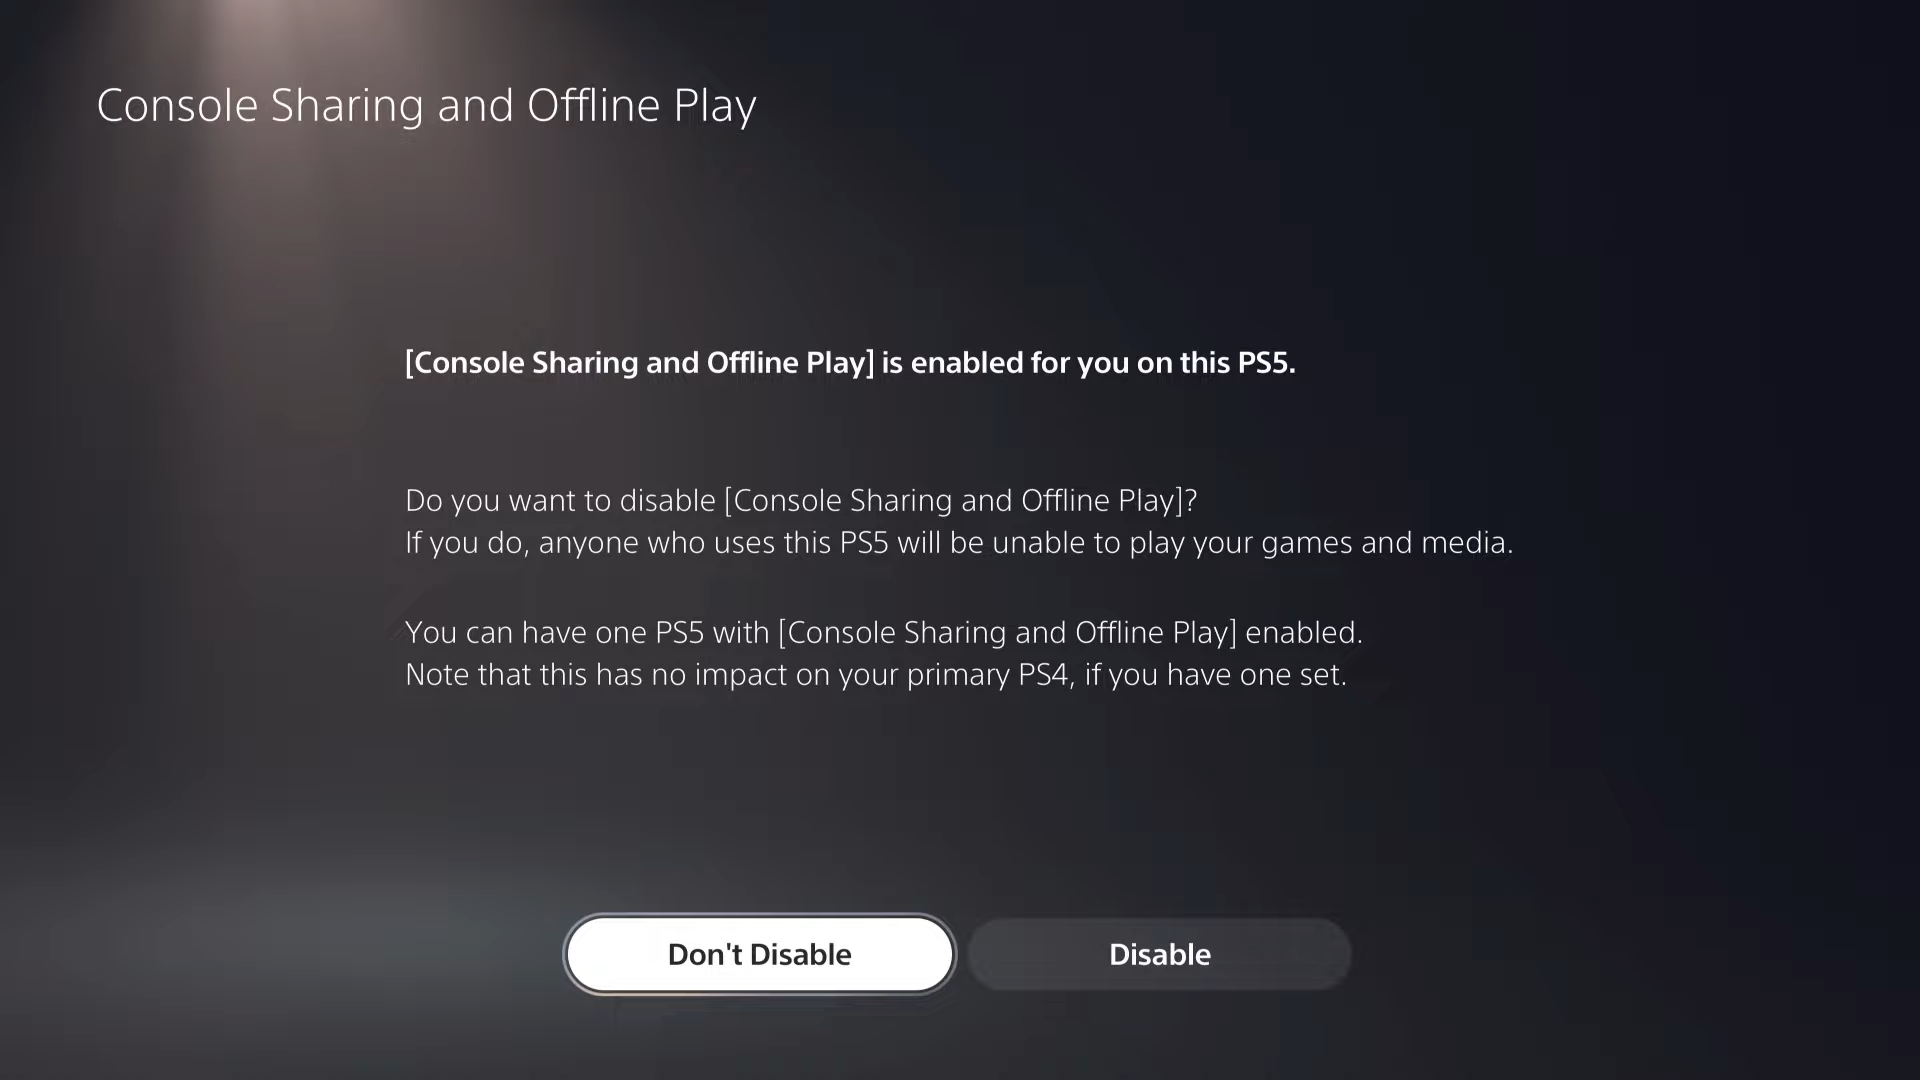 Console Sharing and Offline Play
[Console Sharing and Offline Play] is enabled for you on this PS5.
Do you want to disable [Console Sharing and Offline Play]?
If you do, anyone who uses this PS5 will be unable to play your games and media.
You can have one PS5 with [Console Sharing and Offline Play] enabled.
Note that this has no impact on your primary PS4, if you have one set.
Don't Disable
Disable